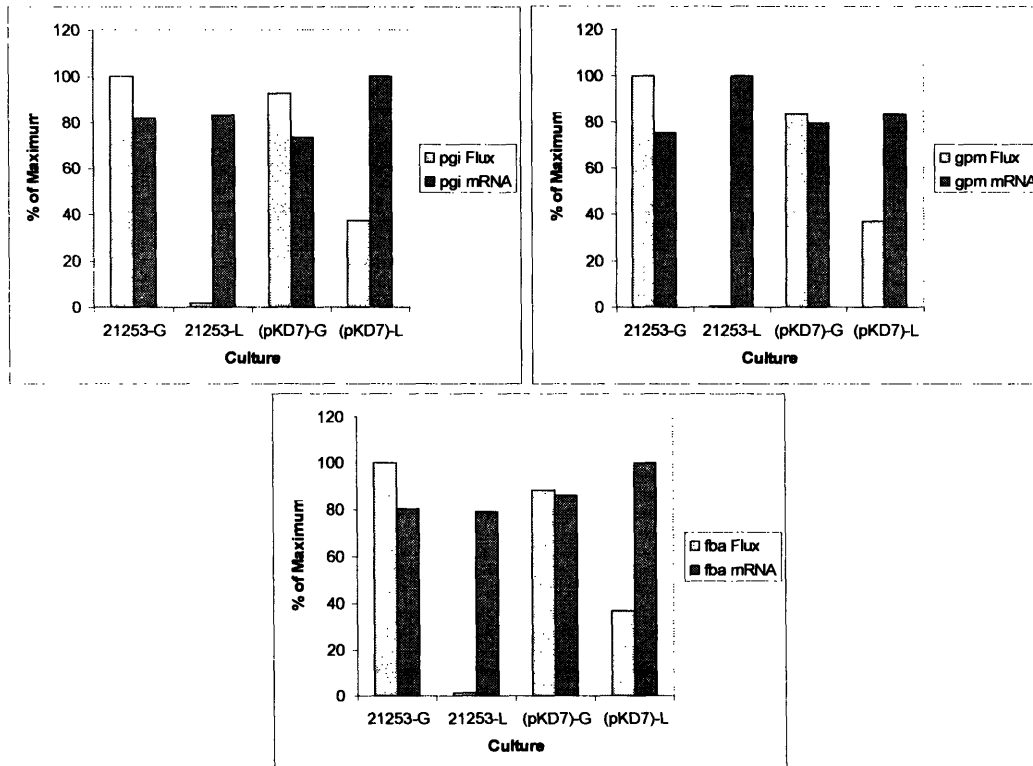 120
100
80
60
40
20
0
% of Maximum
21253-G 21253-L (pKD7)-G (pKD7)-L
Culture
pgi Flux
pgi mRNA
120
100
80
60
40
20
0
% of Maximum
21253-G 21253-L (pKD7)-G (pKD7)-L
Culture
gpm Flux
gpm mRNA
120
100
80
60
40
20
0
% of Maximum
21253-G 21253-L (pKD7)-G (pKD7)-L
Culture
fba Flux
fba mRNA